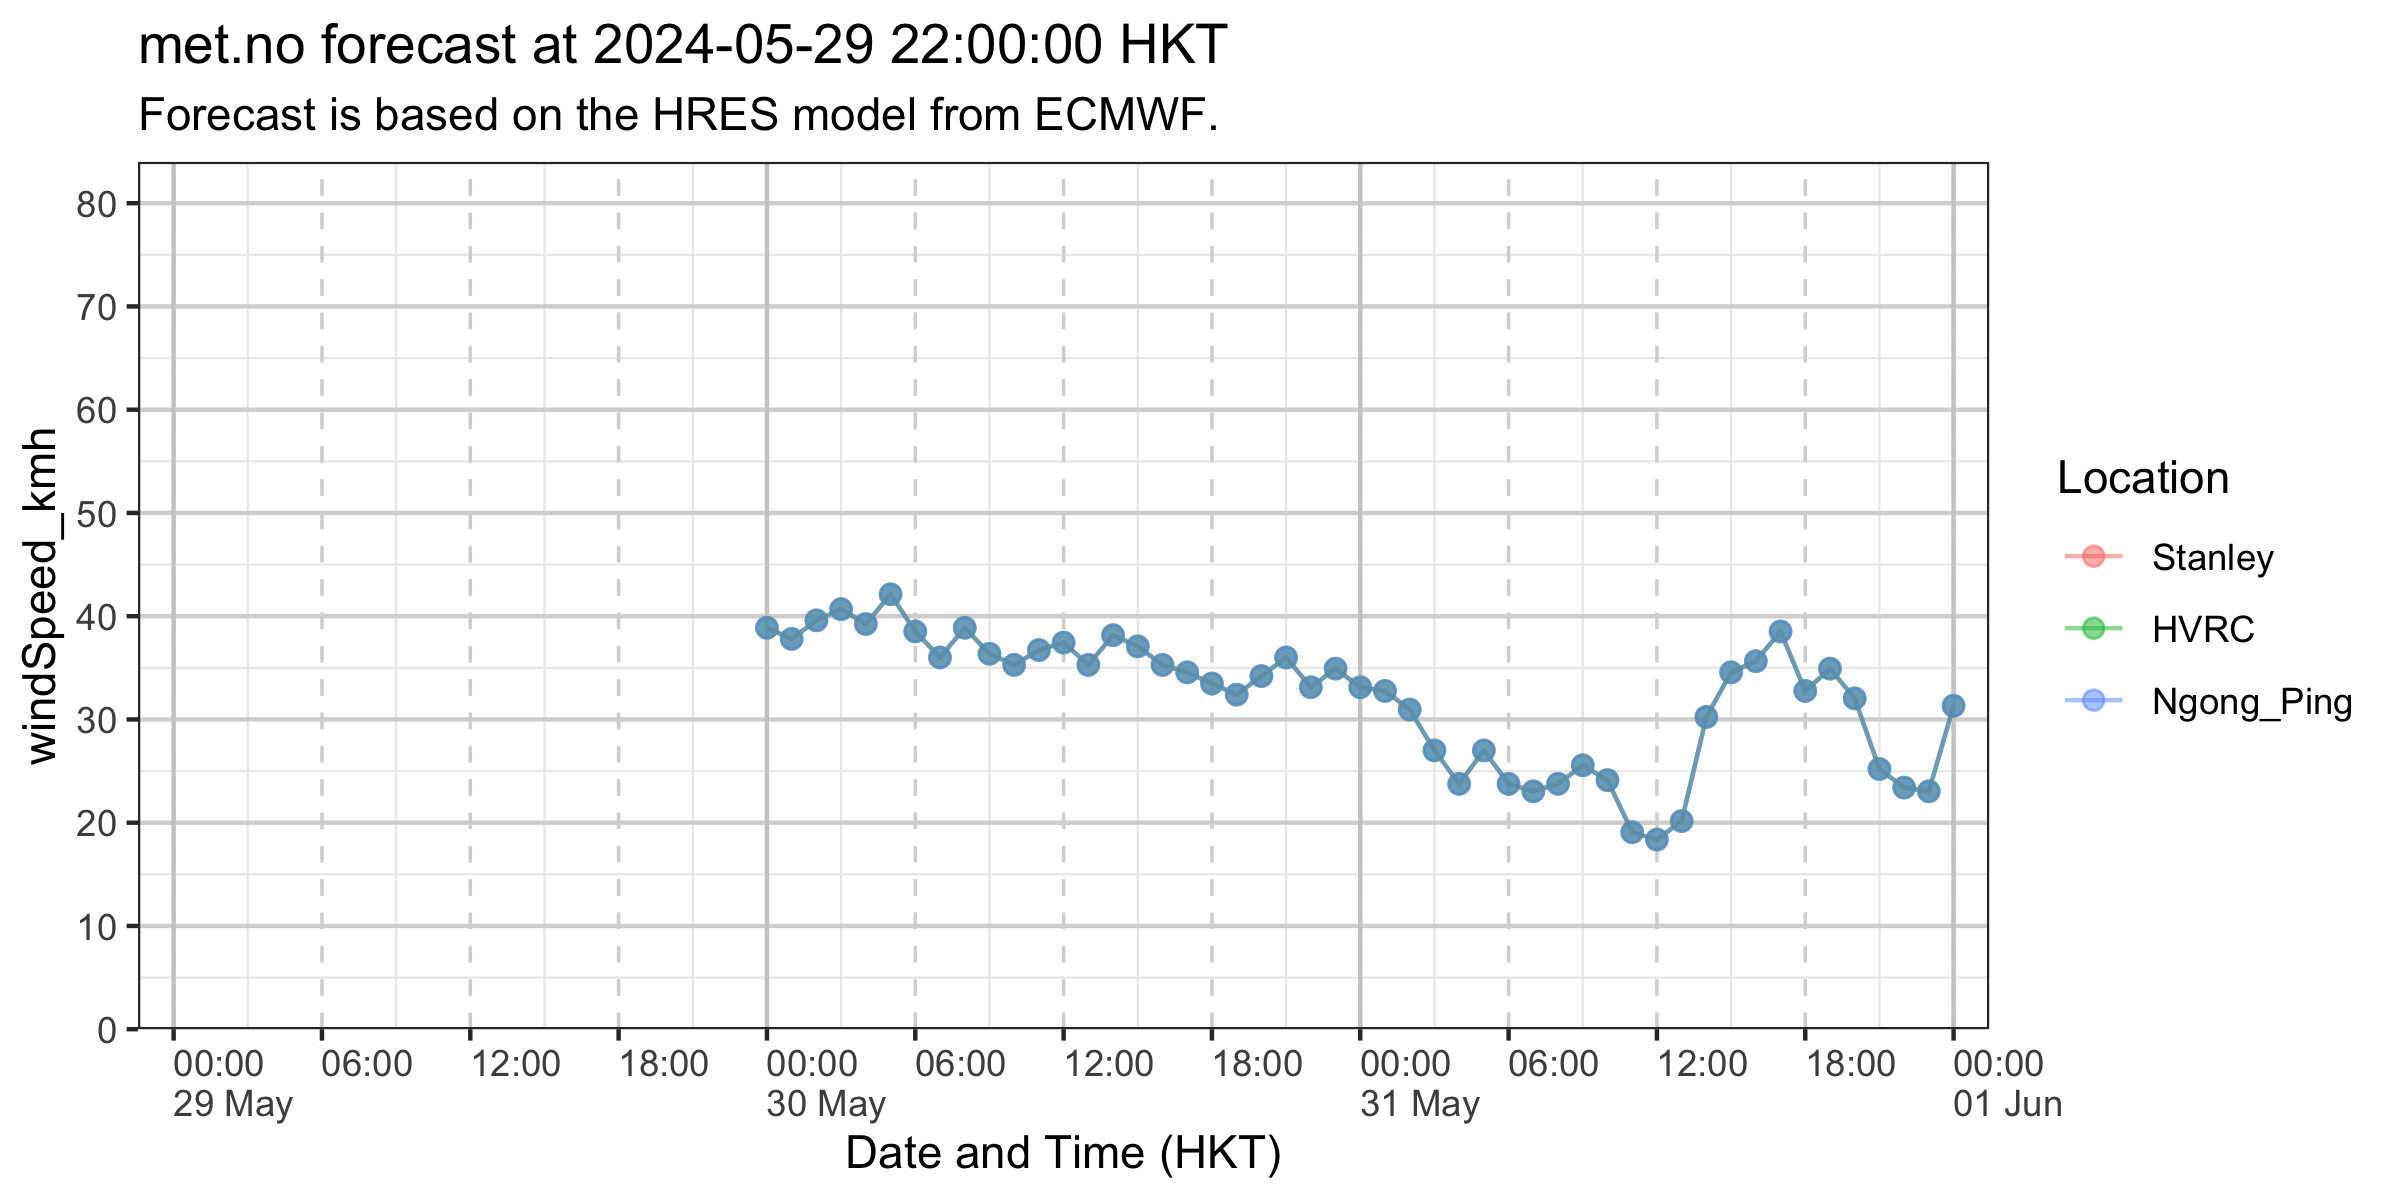 met.no forecast at 2024-05-29 22:00:00 HKT
Forecast is based on the HRES model from ECMWF.
windSpeed_kmh
80
70
60
50
40
30
20
10
0
00:00 06:00 12:00 18:00 00:00 06:00 12:00 18:00 00:00 06:00 12:00 18:00 00:00
29 May 30 May 31 May 01 Jun
Date and Time (HKT)
Location
Stanley
HVRC
Ngong_Ping